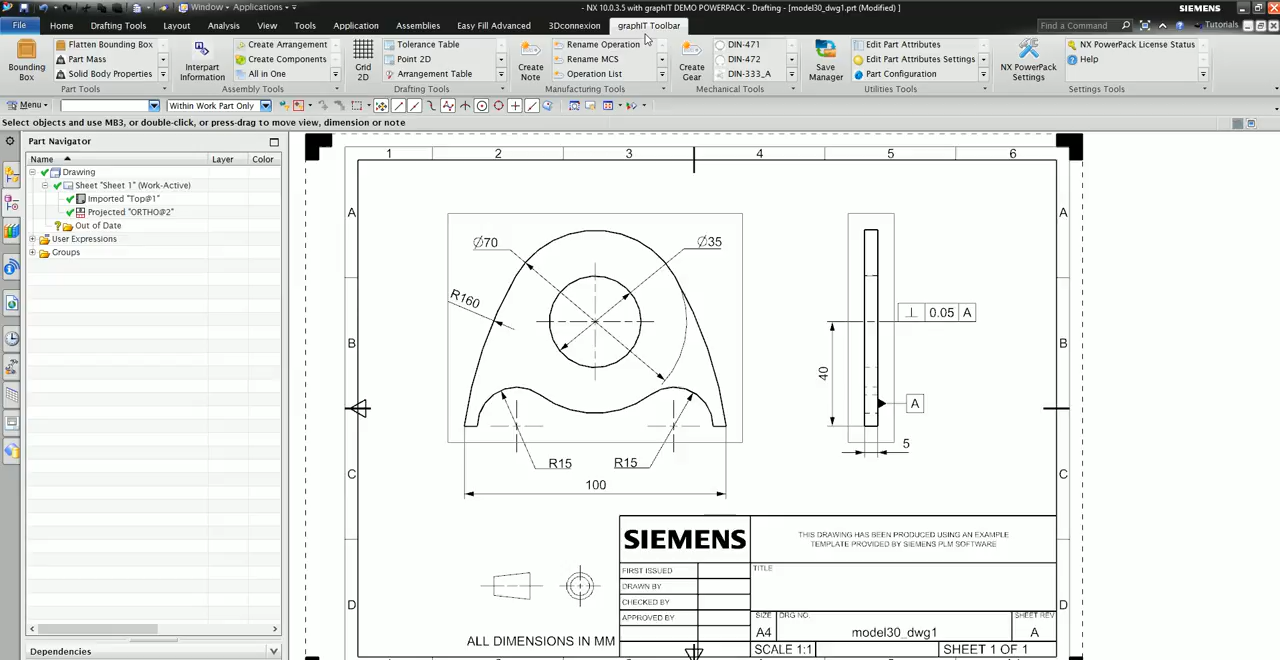 Window Applications
- NX 10.0.3.5 with graphIT DEMO POWERPACK - Drafting - [model30_dwg1.prt (Modified) ]
SIEMENS
File Home Drafting Tools Layout Analysis View Tools Application Assemblies Easy Fill Advanced 3Dconnexion graphIT Toolbar
Find a Command
Tutorials
Bounding Box
Flatten Bounding Box
Part Mass
Solid Body Properties
Part Tools
Interpart Information
Create Arrangement
Create Components
All in One
Assembly Tools
Grid 2D
Tolerance Table
Point 2D
Arrangement Table
Drafting Tools
Create Note
Rename Operation
Rename MCS
Operation List
Manufacturing Tools
Create Gear
DIN-471
DIN-472
DIN-333_A
Mechanical Tools
Save Manager
Edit Part Attributes
Edit Part Attributes Settings
Part Configuration
Utilities Tools
NX PowerPack Settings
NX PowerPack License Status
Help
Settings Tools
Menu
Within Work Part Only
Select objects and use MB3, or double-click, or press-drag to move view, dimension or note
Part Navigator
Name Layer Color
Drawing
Sheet "Sheet 1" (Work-Active)
Imported "Top@1"
Projected "ORTHO@2"
Out of Date
User Expressions
Groups
Dependencies
1 2 3 4 5 6
A A
B B
C C
D D
Ø70
Ø35
R160
R15
R15
100
⊥ 0.05 A
40
A
5
SIEMENS
THIS DRAWING HAS BEEN PRODUCED USING AN EXAMPLE
TEMPLATE PROVIDED BY SIEMENS PLM SOFTWARE
FIRST ISSUED
TITLE
DRAWN BY
CHECKED BY
APPROVED BY
SIZE DRG NO. SHEET REV
A4 model30_dwg1 A
ALL DIMENSIONS IN MM
SCALE 1:1 SHEET 1 OF 1